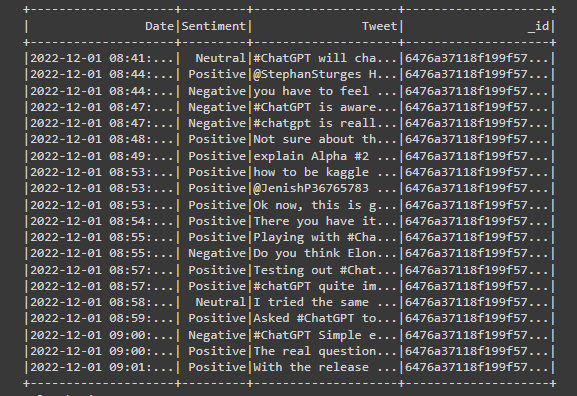 +--------------------+---------+--------------------+--------------------+
|                Date|Sentiment|               Tweet|                 _id|
+--------------------+---------+--------------------+--------------------+
|2022-12-01 08:41:...|  Neutral|#ChatGPT will cha...|6476a37118f199f57...|
|2022-12-01 08:44:...| Positive|@StephanSturges H...|6476a37118f199f57...|
|2022-12-01 08:44:...| Negative|you have to feel ...|6476a37118f199f57...|
|2022-12-01 08:47:...| Negative|#ChatGPT is aware...|6476a37118f199f57...|
|2022-12-01 08:47:...| Negative|#chatgpt is reall...|6476a37118f199f57...|
|2022-12-01 08:48:...| Positive|Not sure about th...|6476a37118f199f57...|
|2022-12-01 08:49:...| Positive|explain Alpha #2 ...|6476a37118f199f57...|
|2022-12-01 08:53:...| Positive|how to be kaggle ...|6476a37118f199f57...|
|2022-12-01 08:53:...| Positive|@JenishP36765783 ...|6476a37118f199f57...|
|2022-12-01 08:53:...| Positive|Ok now, this is g...|6476a37118f199f57...|
|2022-12-01 08:54:...| Positive|There you have it...|6476a37118f199f57...|
|2022-12-01 08:55:...| Positive|Playing with #Cha...|6476a37118f199f57...|
|2022-12-01 08:55:...| Negative|Do you think Elon...|6476a37118f199f57...|
|2022-12-01 08:57:...| Positive|Testing out #Chat...|6476a37118f199f57...|
|2022-12-01 08:57:...| Positive|#chatGPT quite im...|6476a37118f199f57...|
|2022-12-01 08:58:...|  Neutral|I tried the same ...|6476a37118f199f57...|
|2022-12-01 08:59:...| Positive|Asked #ChatGPT to...|6476a37118f199f57...|
|2022-12-01 09:00:...| Negative|#ChatGPT Simple e...|6476a37118f199f57...|
|2022-12-01 09:00:...| Positive|The real question...|6476a37118f199f57...|
|2022-12-01 09:01:...| Positive|With the release ...|6476a37118f199f57...|
+--------------------+---------+--------------------+--------------------+